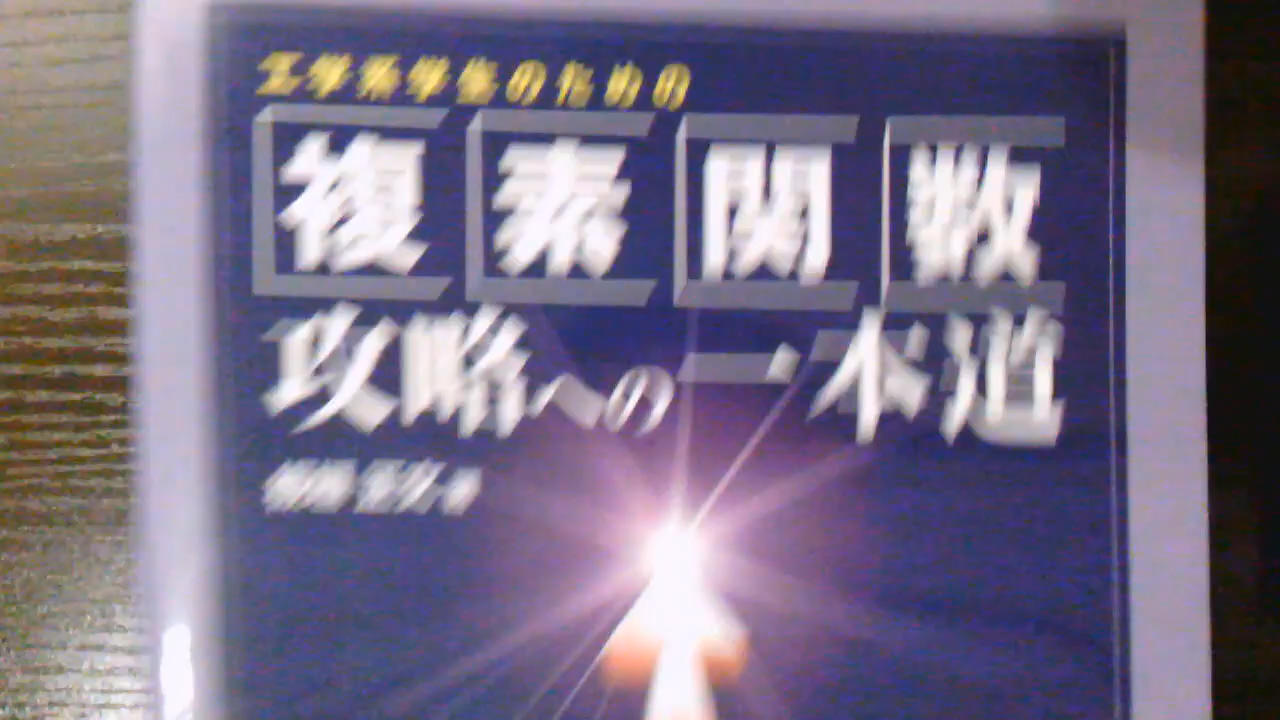 工学系学生のための
複素関数
攻略への一本道
著